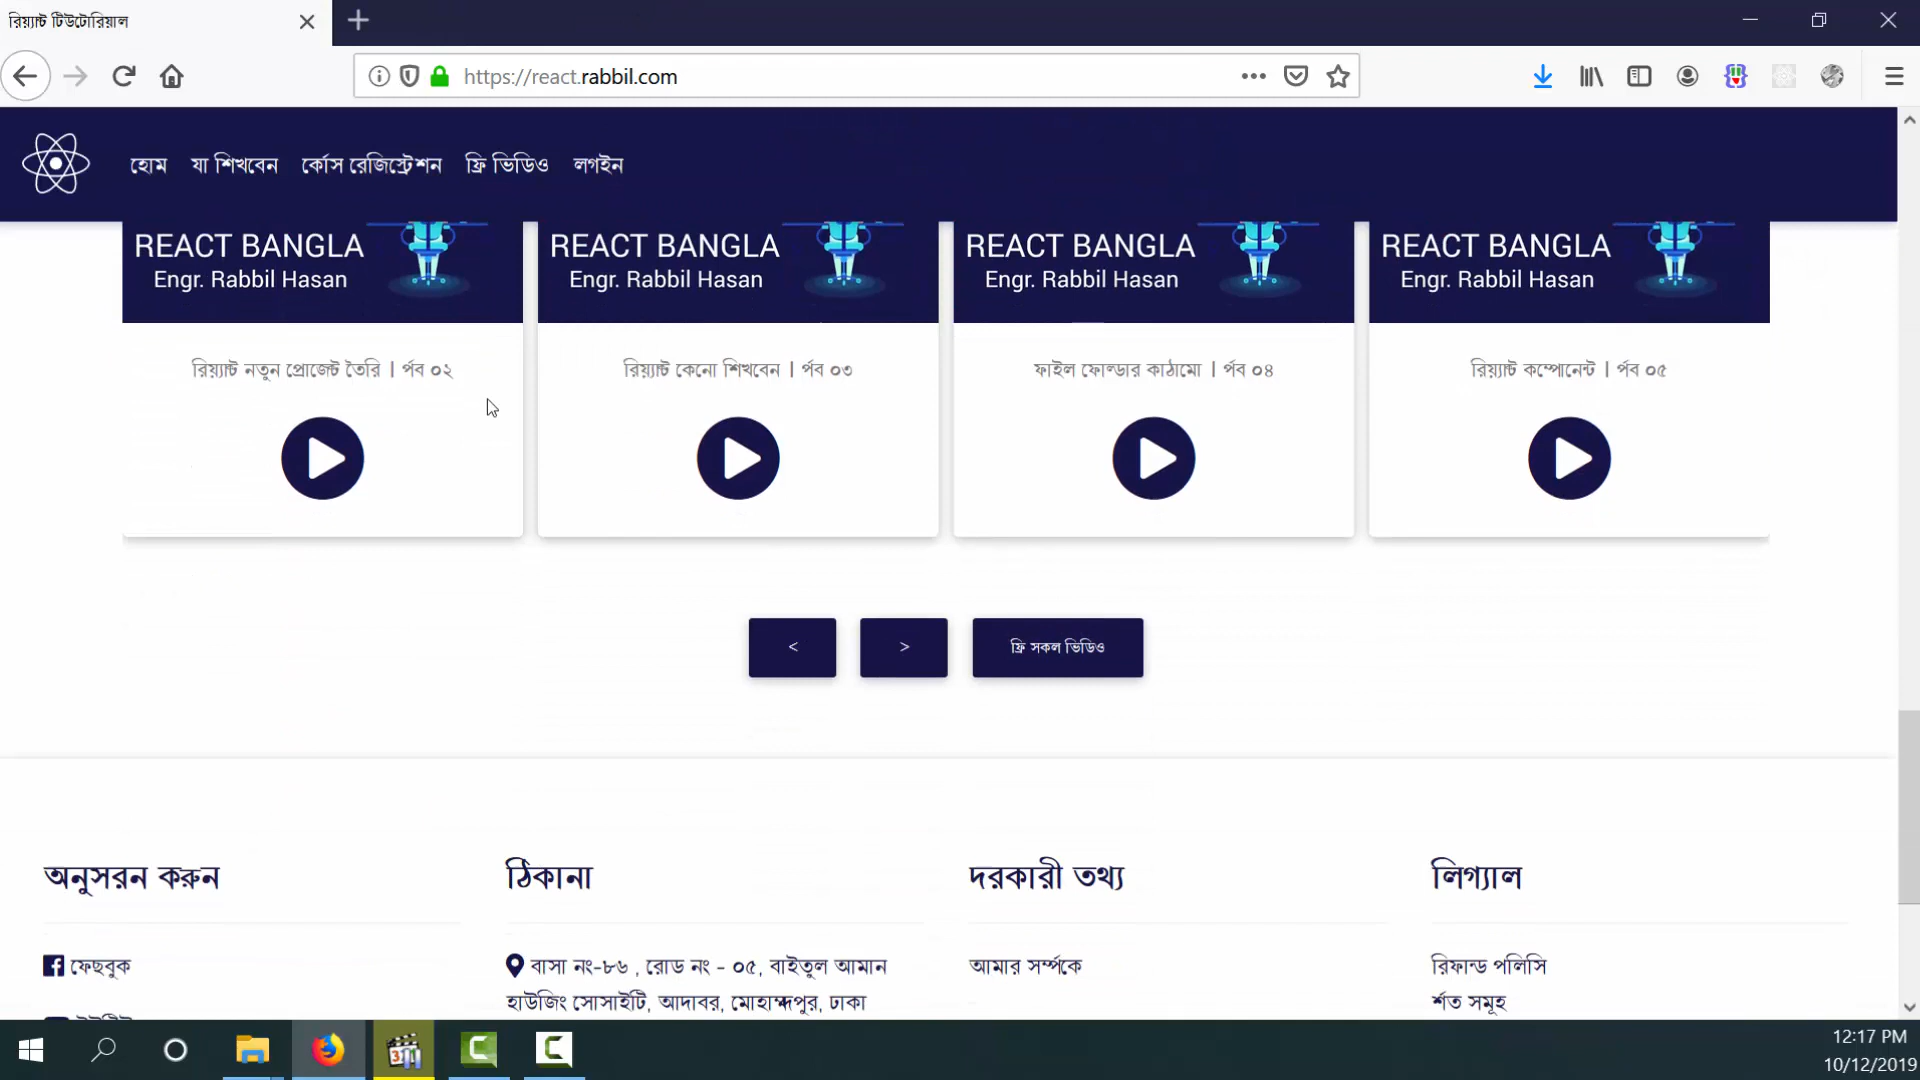 রিয়্যাক্ট টিউটোরিয়াল
https://react.rabbil.com
হোম যা শিখবেন কোর্স রেজিস্ট্রেশন ফ্রি ভিডিও লগইন
REACT BANGLA REACT BANGLA REACT BANGLA REACT BANGLA
Engr. Rabbil Hasan Engr. Rabbil Hasan Engr. Rabbil Hasan Engr. Rabbil Hasan
রিয়্যাক্ট নতুন প্রোজেক্ট তৈরি | পর্ব ০২ রিয়্যাক্ট কেনো শিখবেন | পর্ব ০৩ ফাইল ফোল্ডার কাঠামো | পর্ব ০৪ রিয়্যাক্ট কম্পোনেন্ট | পর্ব ০৫
< > ফ্রি সকল ভিডিও
অনুসরন করুন ঠিকানা দরকারী তথ্য লিগ্যাল
ফেছবুক বাসা নং-৮৬ , রোড নং - ০৫, বাইতুল আমান আমার সর্ম্পকে রিফান্ড পলিসি
হাউজিং সোসাইটি, আদাবর, মোহাম্মদপুর, ঢাকা র্শত সমূহ
12:17 PM
10/12/2019